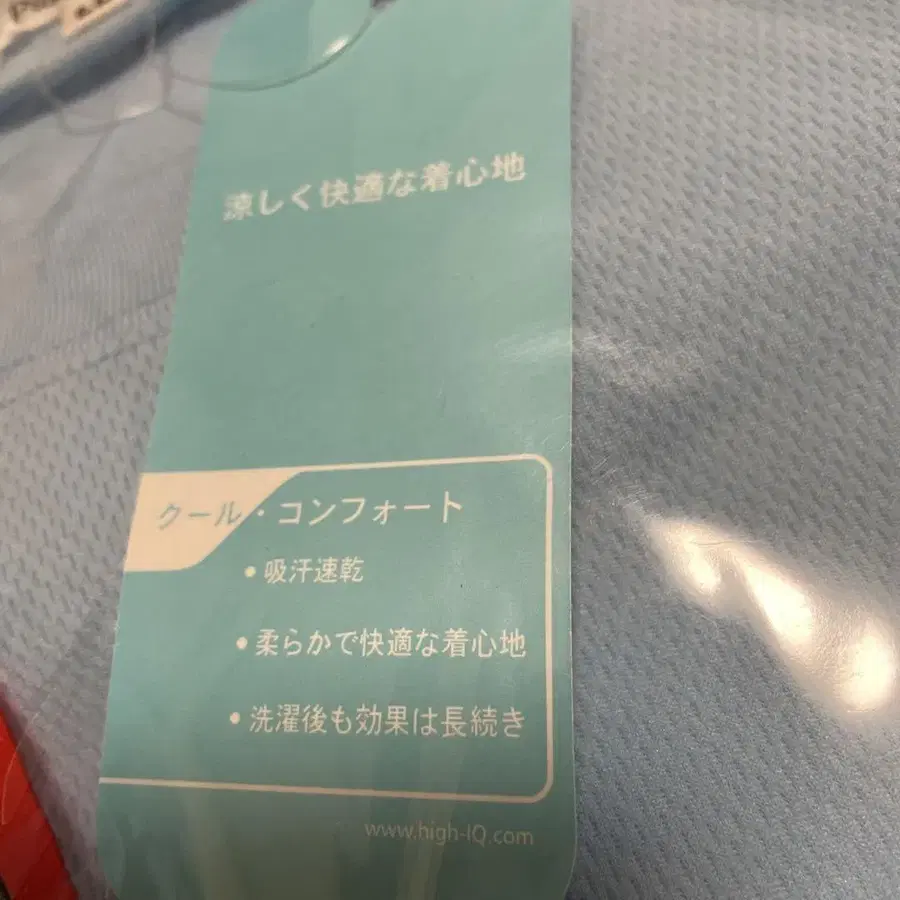 涼しく快適な着心地
クール・コンフォート
•吸汗速乾
•柔らかで快適な着心地
•洗濯後も効果は長続き
www.high-IQ.com